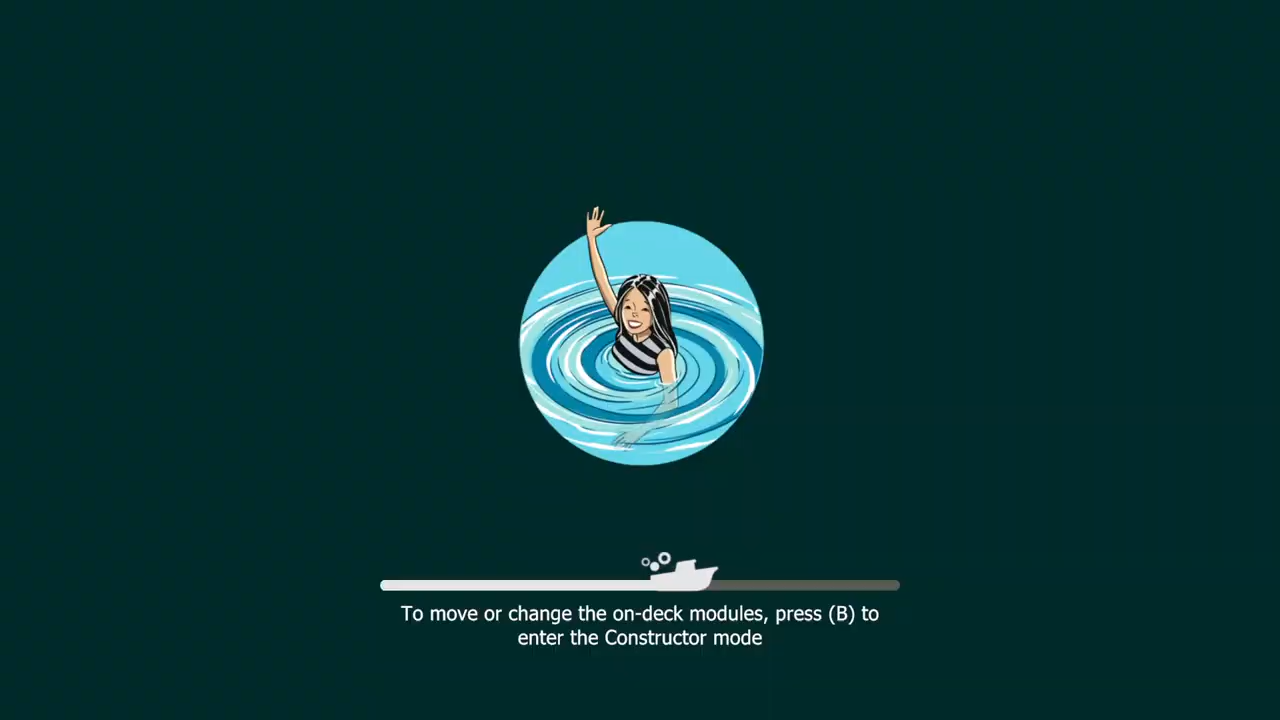 To move or change the on-deck modules, press (B) to
enter the Constructor mode